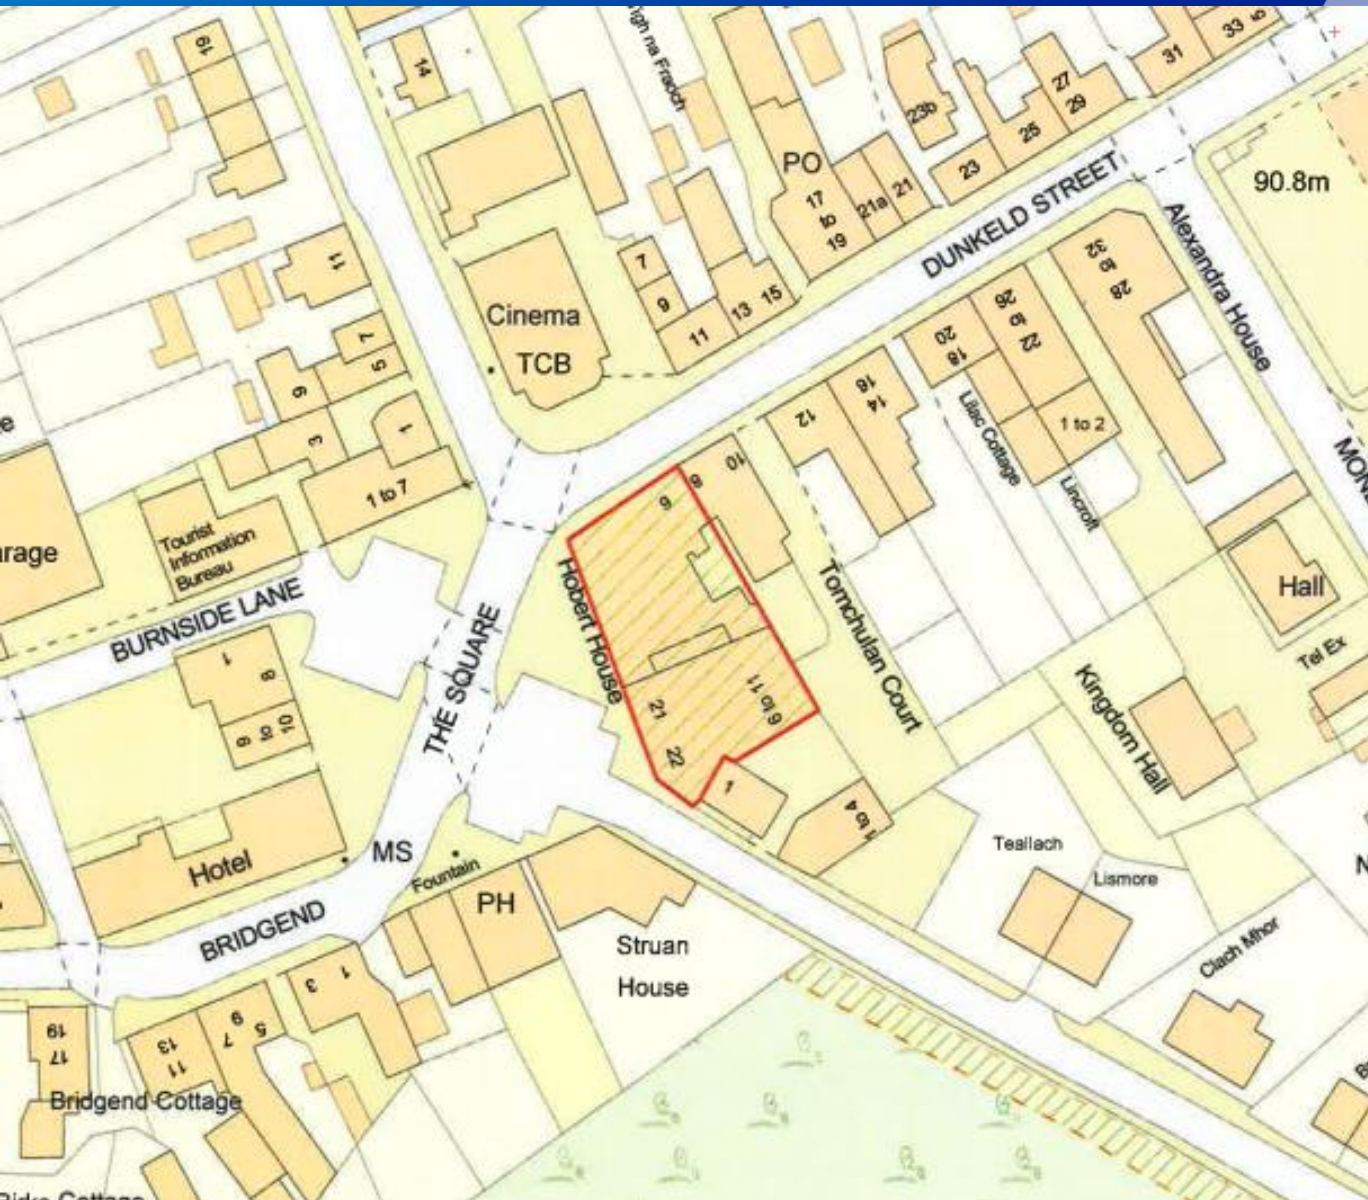 19
14
31
33
27
29
25
23b
23
PO
17
to
19
21a
21
DUNKELD STREET
90.8m
Alexandra House
11
7
9
11
13
15
Cinema
TCB
7
5
9
3
1
1 to 7
32
to
28
26
to
22
20
18
16
14
12
10
8
6
Lilac Cottage
1 to 2
Lincroft
Tourist
Information
Bureau
BURNSIDE LANE
THE SQUARE
Hobert House
Tomchulan Court
Hall
Tel Ex
Kingdom Hall
1
8
10
to
9
21
22
6 to 11
1
1 to 4
Hotel
MS
Fountain
PH
BRIDGEND
Struan
House
Teallach
Lismore
Clach Mhor
1
3
5
7
9
11
13
19
17
Bridgend Cottage
Cottage